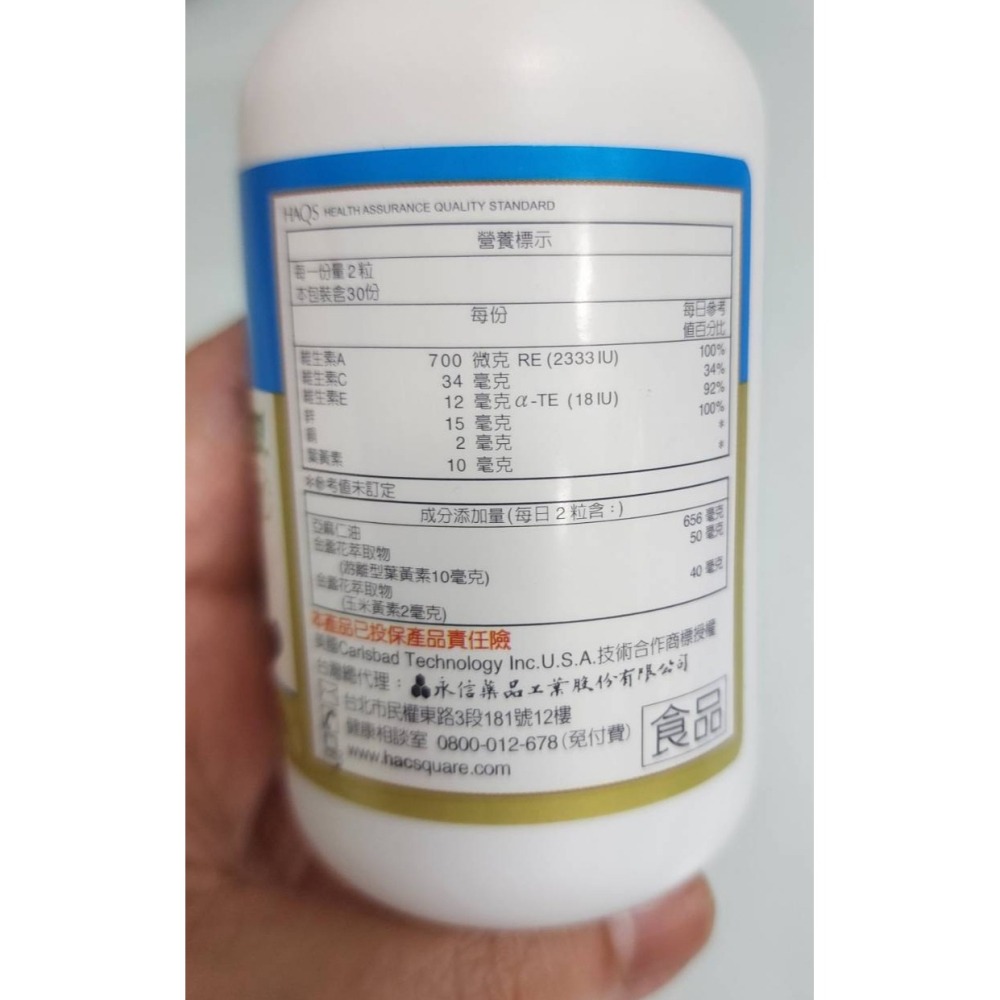 HAQS HEALTH ASSURANCE QUALITY STANDARD
營養標示
每一份量2粒
本包裝含30份
每份 每日參考值百分比
維生素A 700 微克 RE (2333 IU) 100%
維生素C 34 毫克 34%
維生素E 12 毫克 α-TE (18 IU) 92%
鋅 15 毫克 100%
銅 2 毫克 *
葉黃素 10 毫克 *
*參考值未訂定
成分添加量(每日2粒含:)
亞麻仁油 656 毫克
金盞花萃取物 50 毫克
(游離型葉黃素10毫克)
金盞花萃取物 40 毫克
(玉米黃素2毫克)
本產品已投保產品責任險
美國Carlsbad Technology Inc.U.S.A.技術合作商標授權
台灣總代理:永信藥品工業股份有限公司
台北市民權東路3段181號12樓
健康相談室 0800-012-678(免付費)
www.hacsquare.com
食品